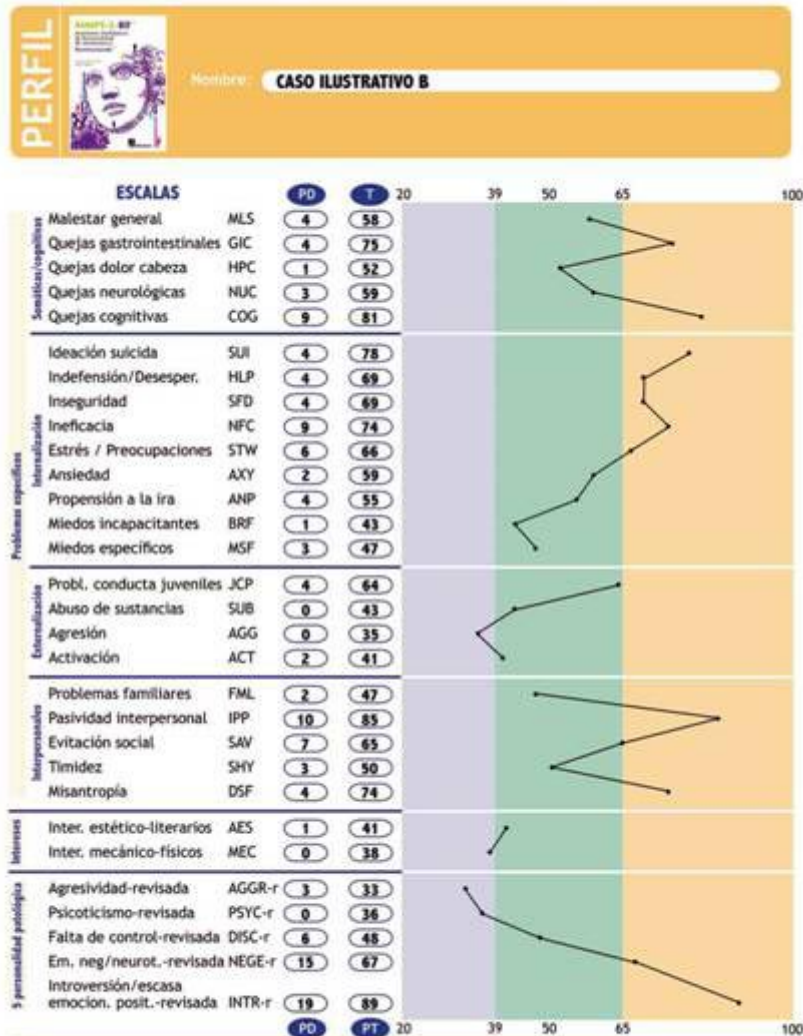 PERFIL
MMPI-2-RF
Nombre: CASO ILUSTRATIVO B
ESCALAS PD T 20 39 50 65 100
Problemas específicos
Somáticas/cognitivas
Malestar general MLS 4 58
Quejas gastrointestinales GIC 4 75
Quejas dolor cabeza HPC 1 52
Quejas neurológicas NUC 3 59
Quejas cognitivas COG 9 81
Internalización
Ideación suicida SUI 4 78
Indefensión/Desesper. HLP 4 69
Inseguridad SFD 4 69
Ineficacia NFC 9 74
Estrés / Preocupaciones STW 6 66
Ansiedad AXY 2 59
Propensión a la ira ANP 4 55
Miedos incapacitantes BRF 1 43
Miedos específicos MSF 3 47
Externalización
Probl. conducta juveniles JCP 4 64
Abuso de sustancias SUB 0 43
Agresión AGG 0 35
Activación ACT 2 41
Interpersonales
Problemas familiares FML 2 47
Pasividad interpersonal IPP 10 85
Evitación social SAV 7 65
Timidez SHY 3 50
Misantropía DSF 4 74
Intereses
Inter. estético-literarios AES 1 41
Inter. mecánico-físicos MEC 0 38
5 personalidad patológica
Agresividad-revisada AGGR-r 3 33
Psicoticismo-revisada PSYC-r 0 36
Falta de control-revisada DISC-r 6 48
Em. neg/neurot.-revisada NEGE-r 15 67
Introversión/escasa
emocion. posit.-revisada INTR-r 19 89
PD PT 20 39 50 65 100